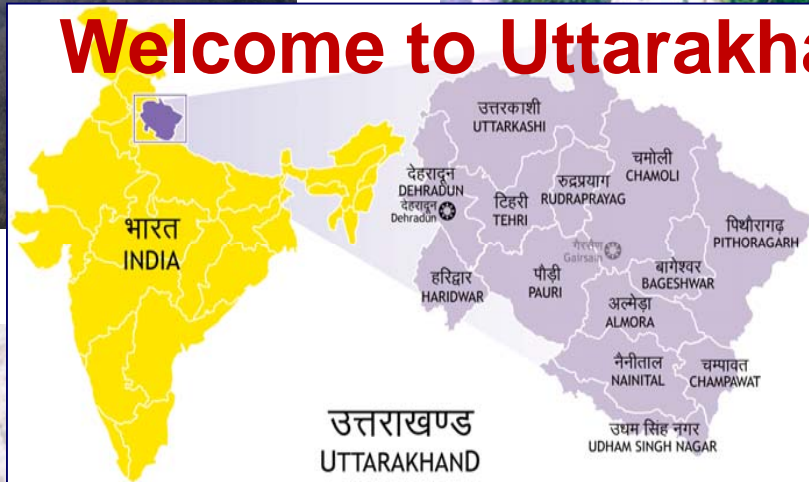 Welcome to Uttarakha
उत्तरकाशी
UTTARKASHI
चमोली
CHAMOLI
देहरादून
DEHRADUN
देहरादून
Dehradun
टिहरी
TEHRI
रुद्रप्रयाग
RUDRAPRAYAG
पिथौरागढ़
PITHORAGARH
भारत
INDIA
गैरसैंण
Gairsain
हरिद्वार
HARIDWAR
पौड़ी
PAURI
बागेश्वर
BAGESHWAR
अल्मोड़ा
ALMORA
नैनीताल
NAINITAL
चम्पावत
CHAMPAWAT
उधम सिंह नगर
UDHAM SINGH NAGAR
उत्तराखण्ड
UTTARAKHAND